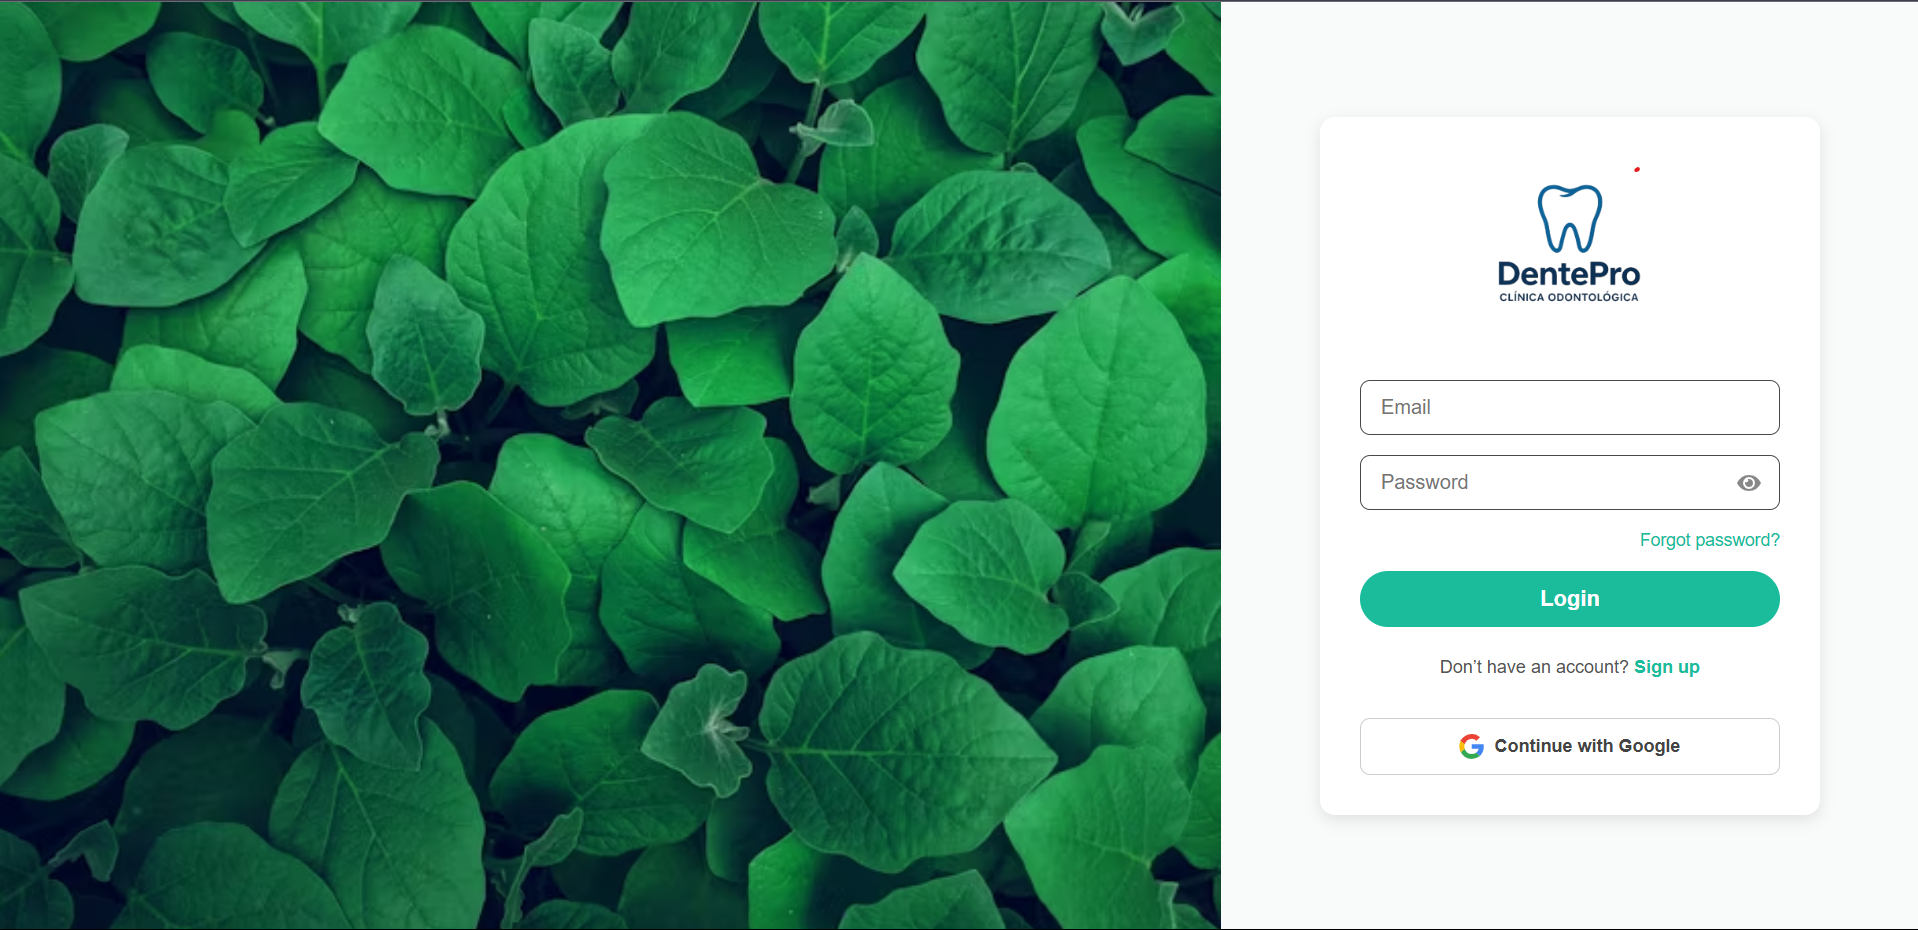 DentePro
CLÍNICA ODONTOLÓGICA
Email
Password
Forgot password?
Login
Don’t have an account? Sign up
Continue with Google